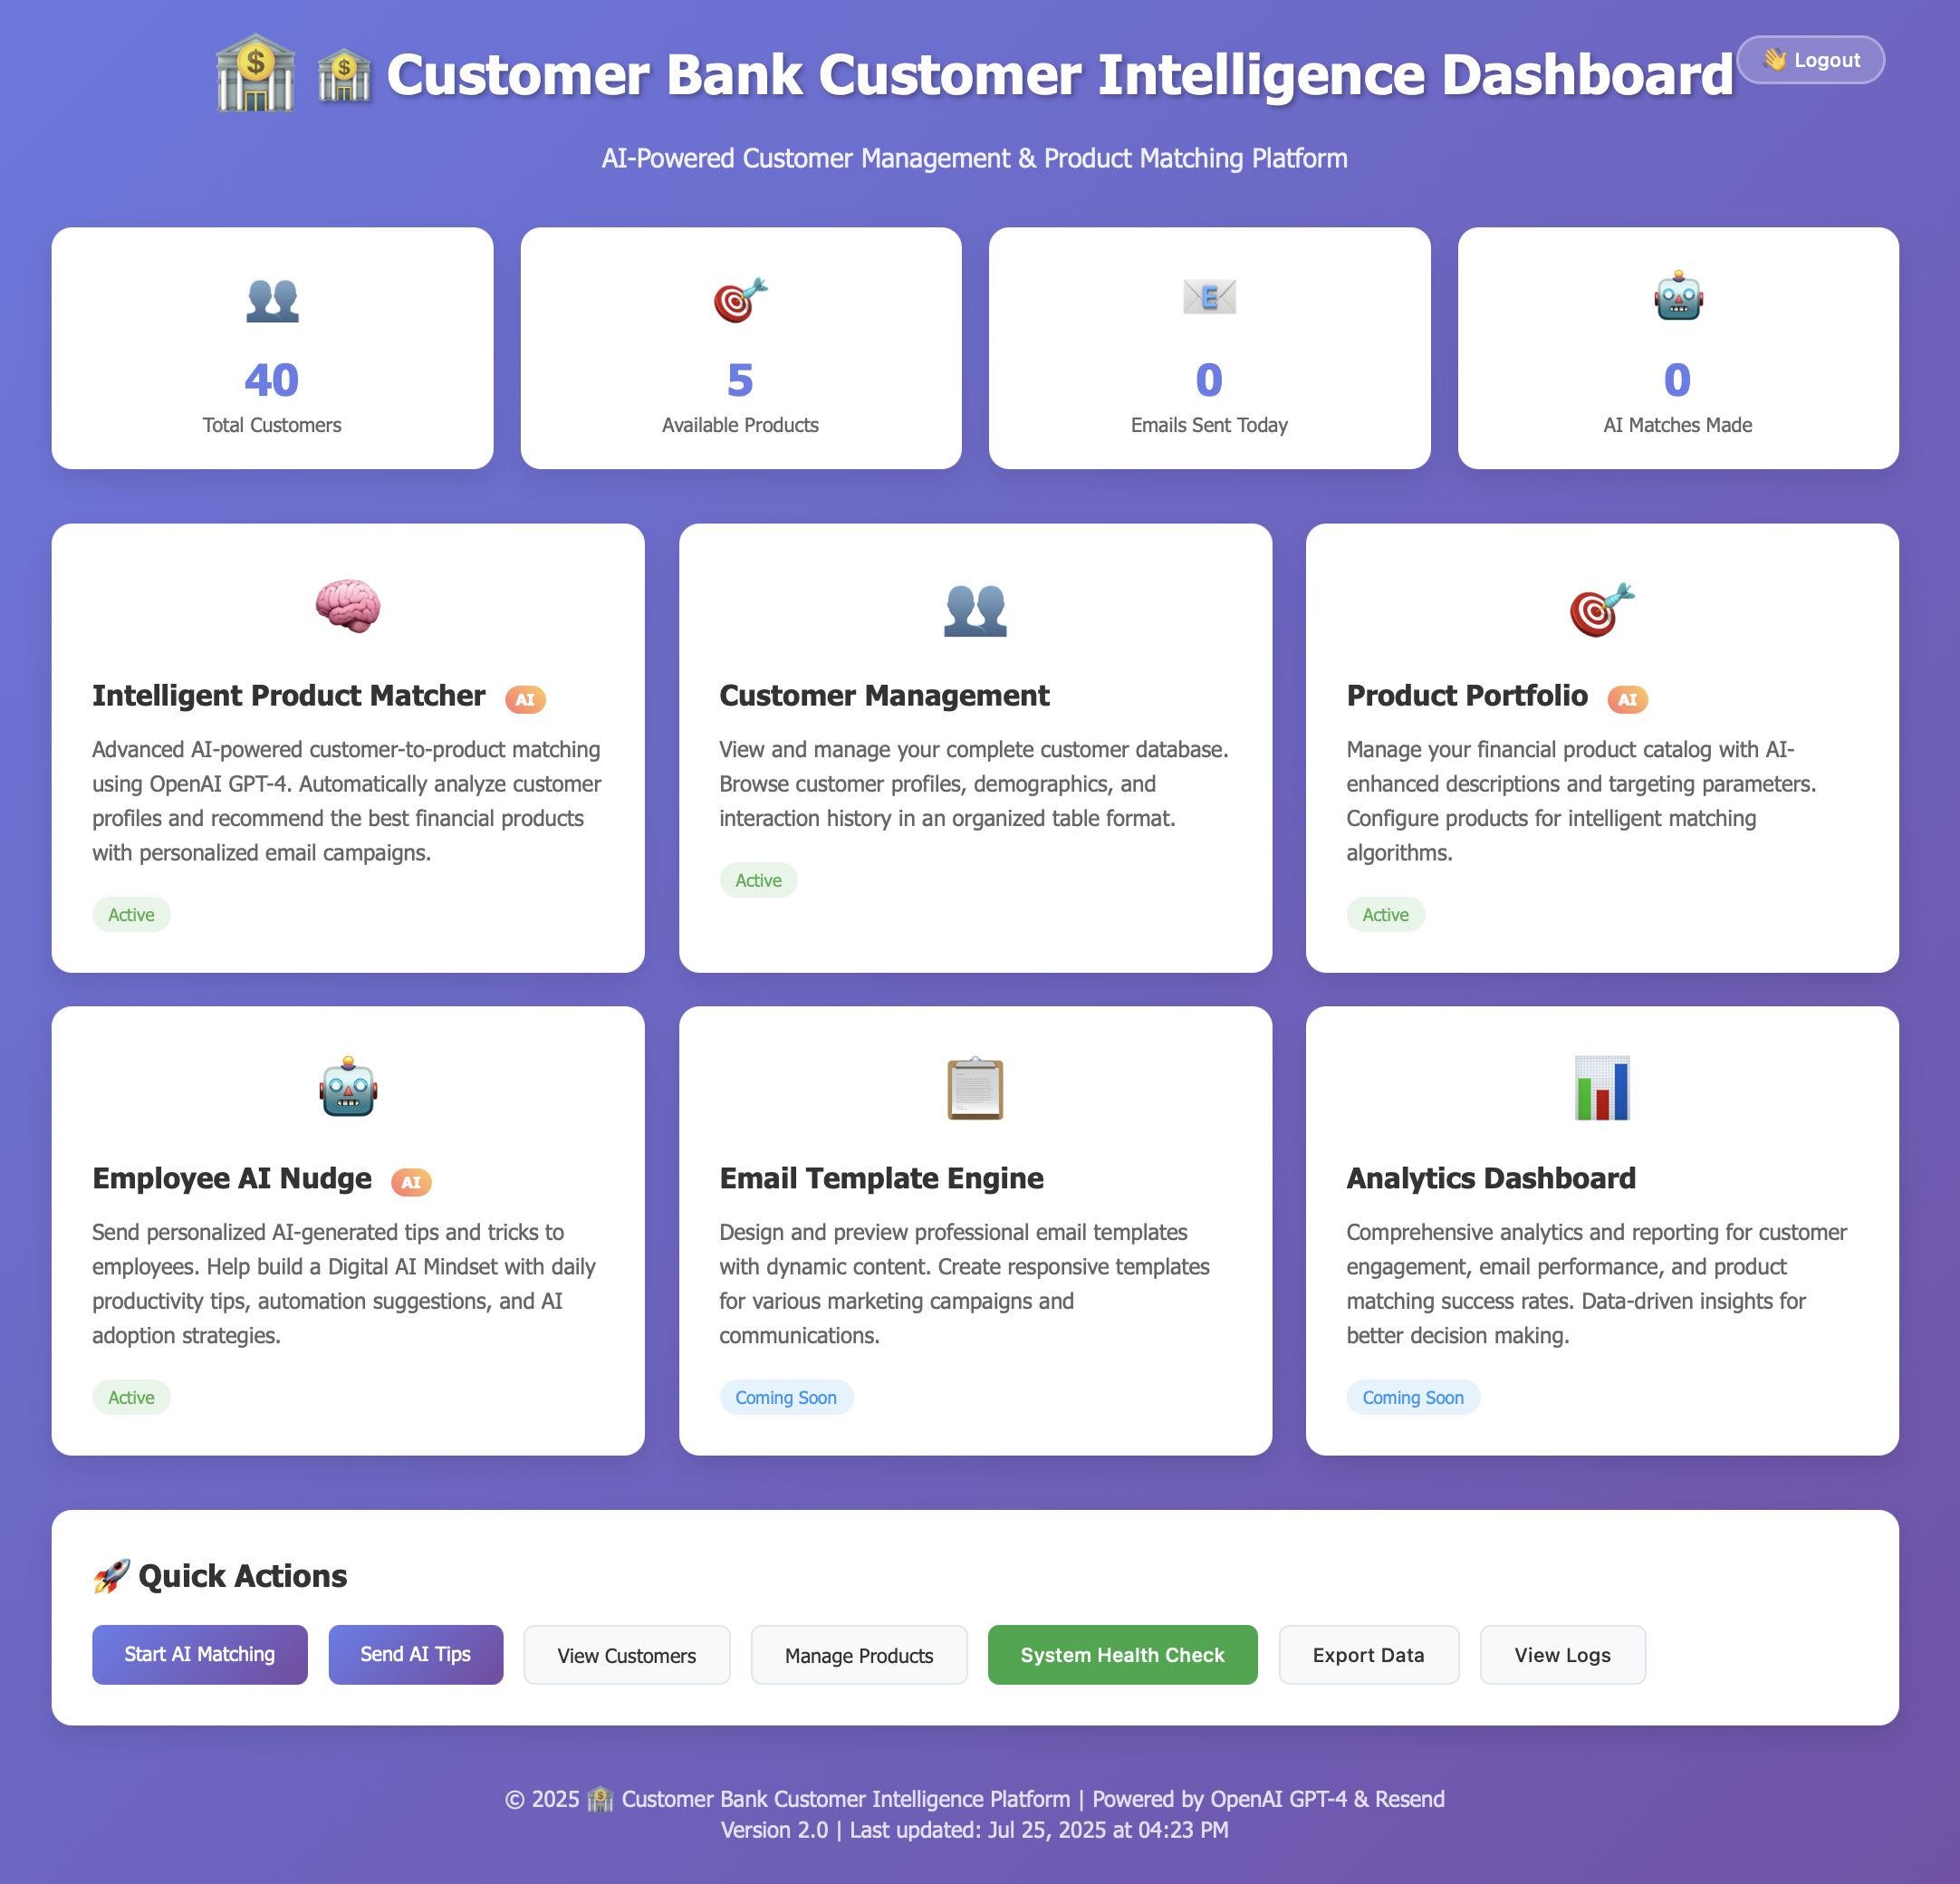 Customer Bank Customer Intelligence Dashboard
Logout
AI-Powered Customer Management & Product Matching Platform
40
Total Customers
5
Available Products
0
Emails Sent Today
0
AI Matches Made
Intelligent Product Matcher AI
Advanced AI-powered customer-to-product matching
using OpenAI GPT-4. Automatically analyze customer
profiles and recommend the best financial products
with personalized email campaigns.
Active
Customer Management
View and manage your complete customer database.
Browse customer profiles, demographics, and
interaction history in an organized table format.
Active
Product Portfolio AI
Manage your financial product catalog with AI-
enhanced descriptions and targeting parameters.
Configure products for intelligent matching
algorithms.
Active
Employee AI Nudge AI
Send personalized AI-generated tips and tricks to
employees. Help build a Digital AI Mindset with daily
productivity tips, automation suggestions, and AI
adoption strategies.
Active
Email Template Engine
Design and preview professional email templates
with dynamic content. Create responsive templates
for various marketing campaigns and
communications.
Coming Soon
Analytics Dashboard
Comprehensive analytics and reporting for customer
engagement, email performance, and product
matching success rates. Data-driven insights for
better decision making.
Coming Soon
Quick Actions
Start AI Matching
Send AI Tips
View Customers
Manage Products
System Health Check
Export Data
View Logs
© 2025 Customer Bank Customer Intelligence Platform | Powered by OpenAI GPT-4 & Resend
Version 2.0 | Last updated: Jul 25, 2025 at 04:23 PM